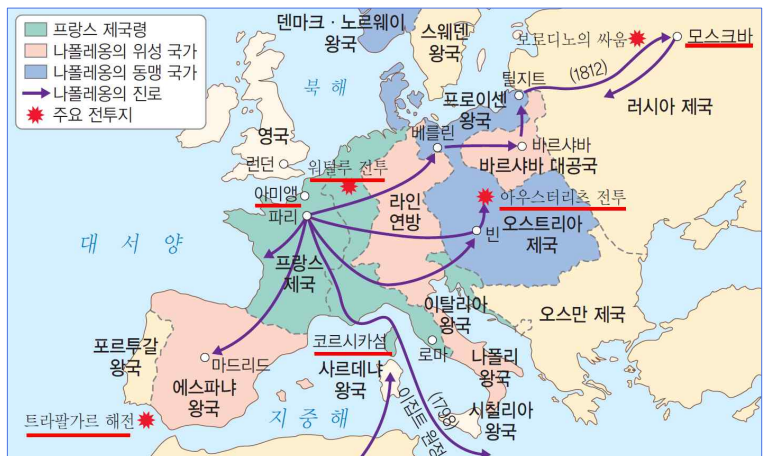 프랑스 제국령
나폴레옹의 위성 국가
나폴레옹의 동맹 국가
나폴레옹의 진로
주요 전투지
덴마크·노르웨이
왕국
스웨덴
왕국
보로디노의 싸움
모스크바
(1812)
북해
틸지트
프로이센
왕국
러시아 제국
영국
런던
베를린
바르샤바
바르샤바 대공국
워털루 전투
아미앵
파리
라인
연방
아우스터리츠 전투
빈
오스트리아
제국
대서양
프랑스
제국
이탈리아
왕국
오스만 제국
포르투갈
왕국
마드리드
에스파냐
왕국
코르시카섬
사르데냐
왕국
로마
나폴리
왕국
트라팔가르 해전
지중해
(1798)
이집트 원정
시칠리아
왕국